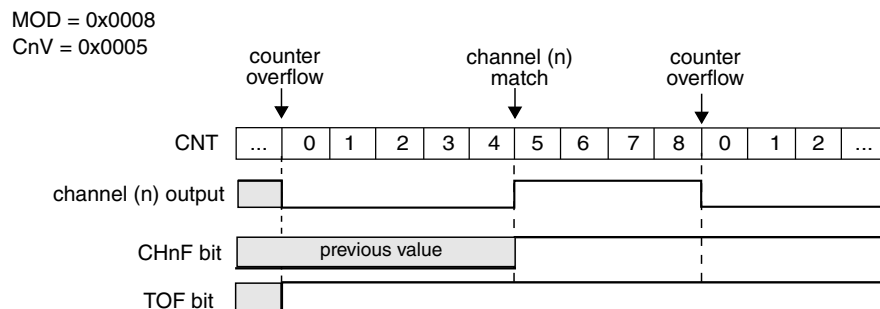 MOD = 0x0008
CnV = 0x0005
counter
overflow
channel (n)
match
counter
overflow
CNT ... 0 1 2 3 4 5 6 7 8 0 1 2 ...
channel (n) output
CHnF bit previous value
TOF bit